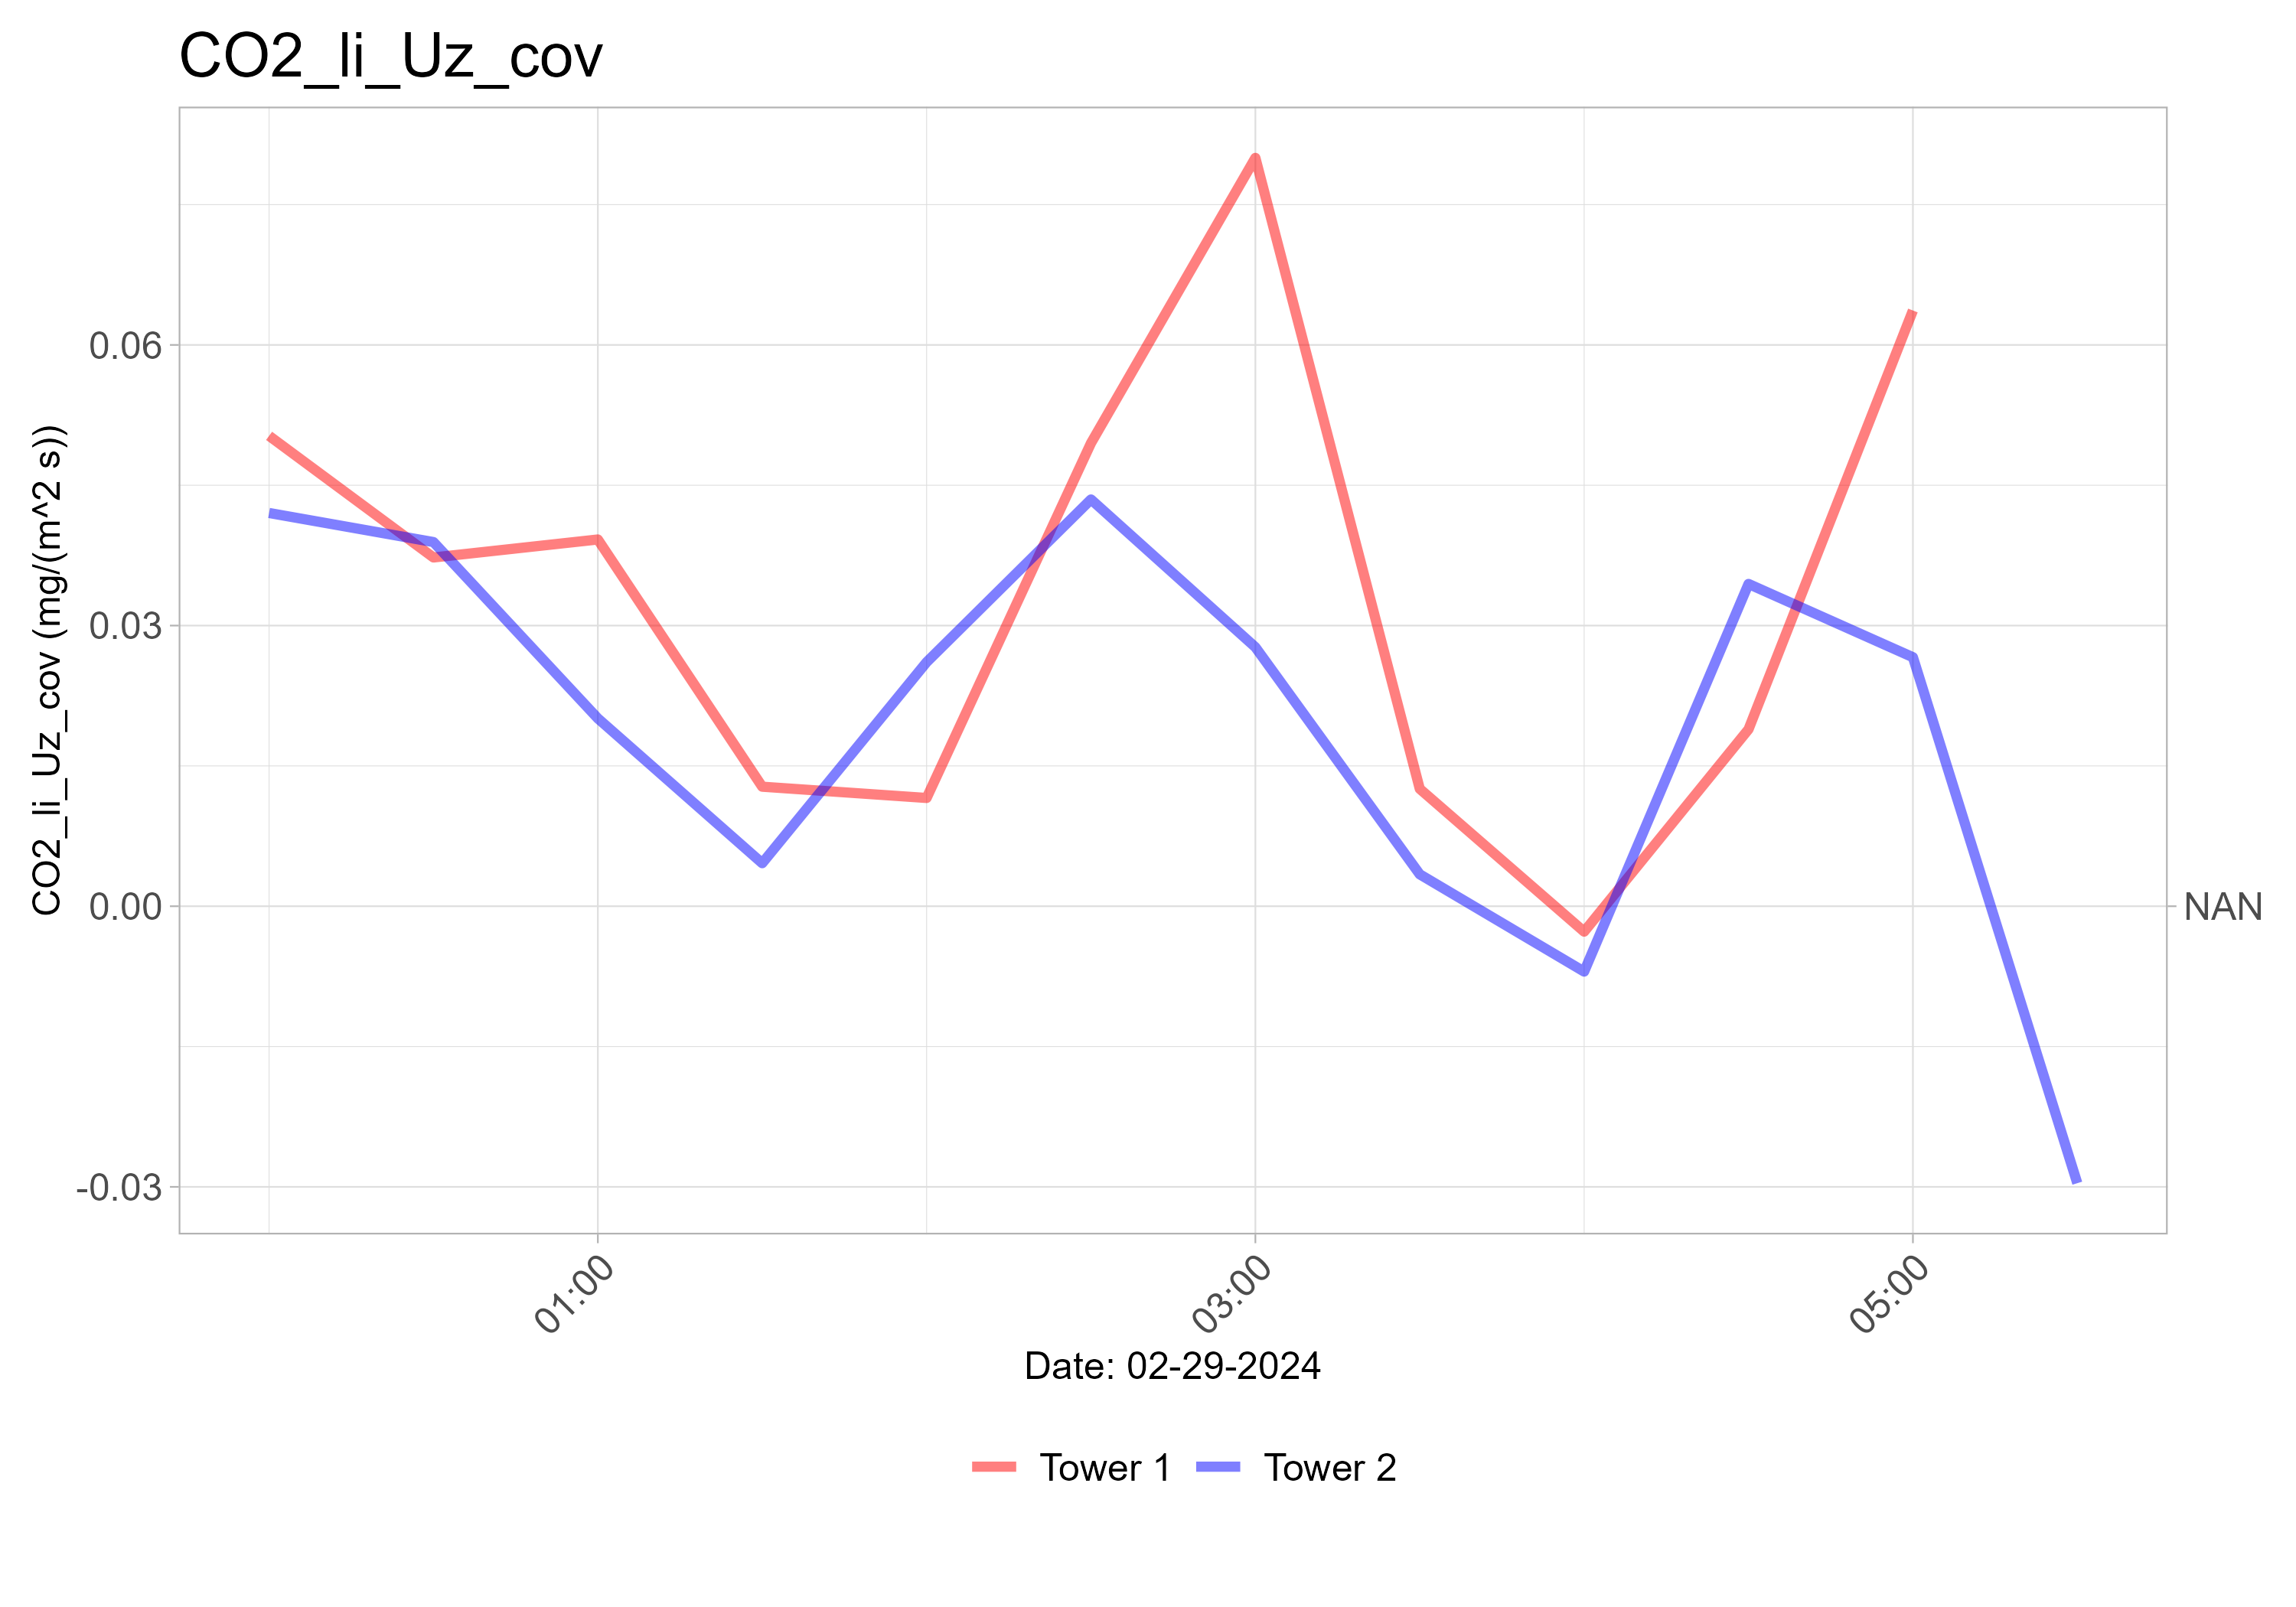 CO2_li_Uz_cov
CO2_li_Uz_cov (mg/(m^2 s))
0.06
0.03
0.00
-0.03
NAN
01:00
03:00
05:00
Date: 02-29-2024
Tower 1
Tower 2